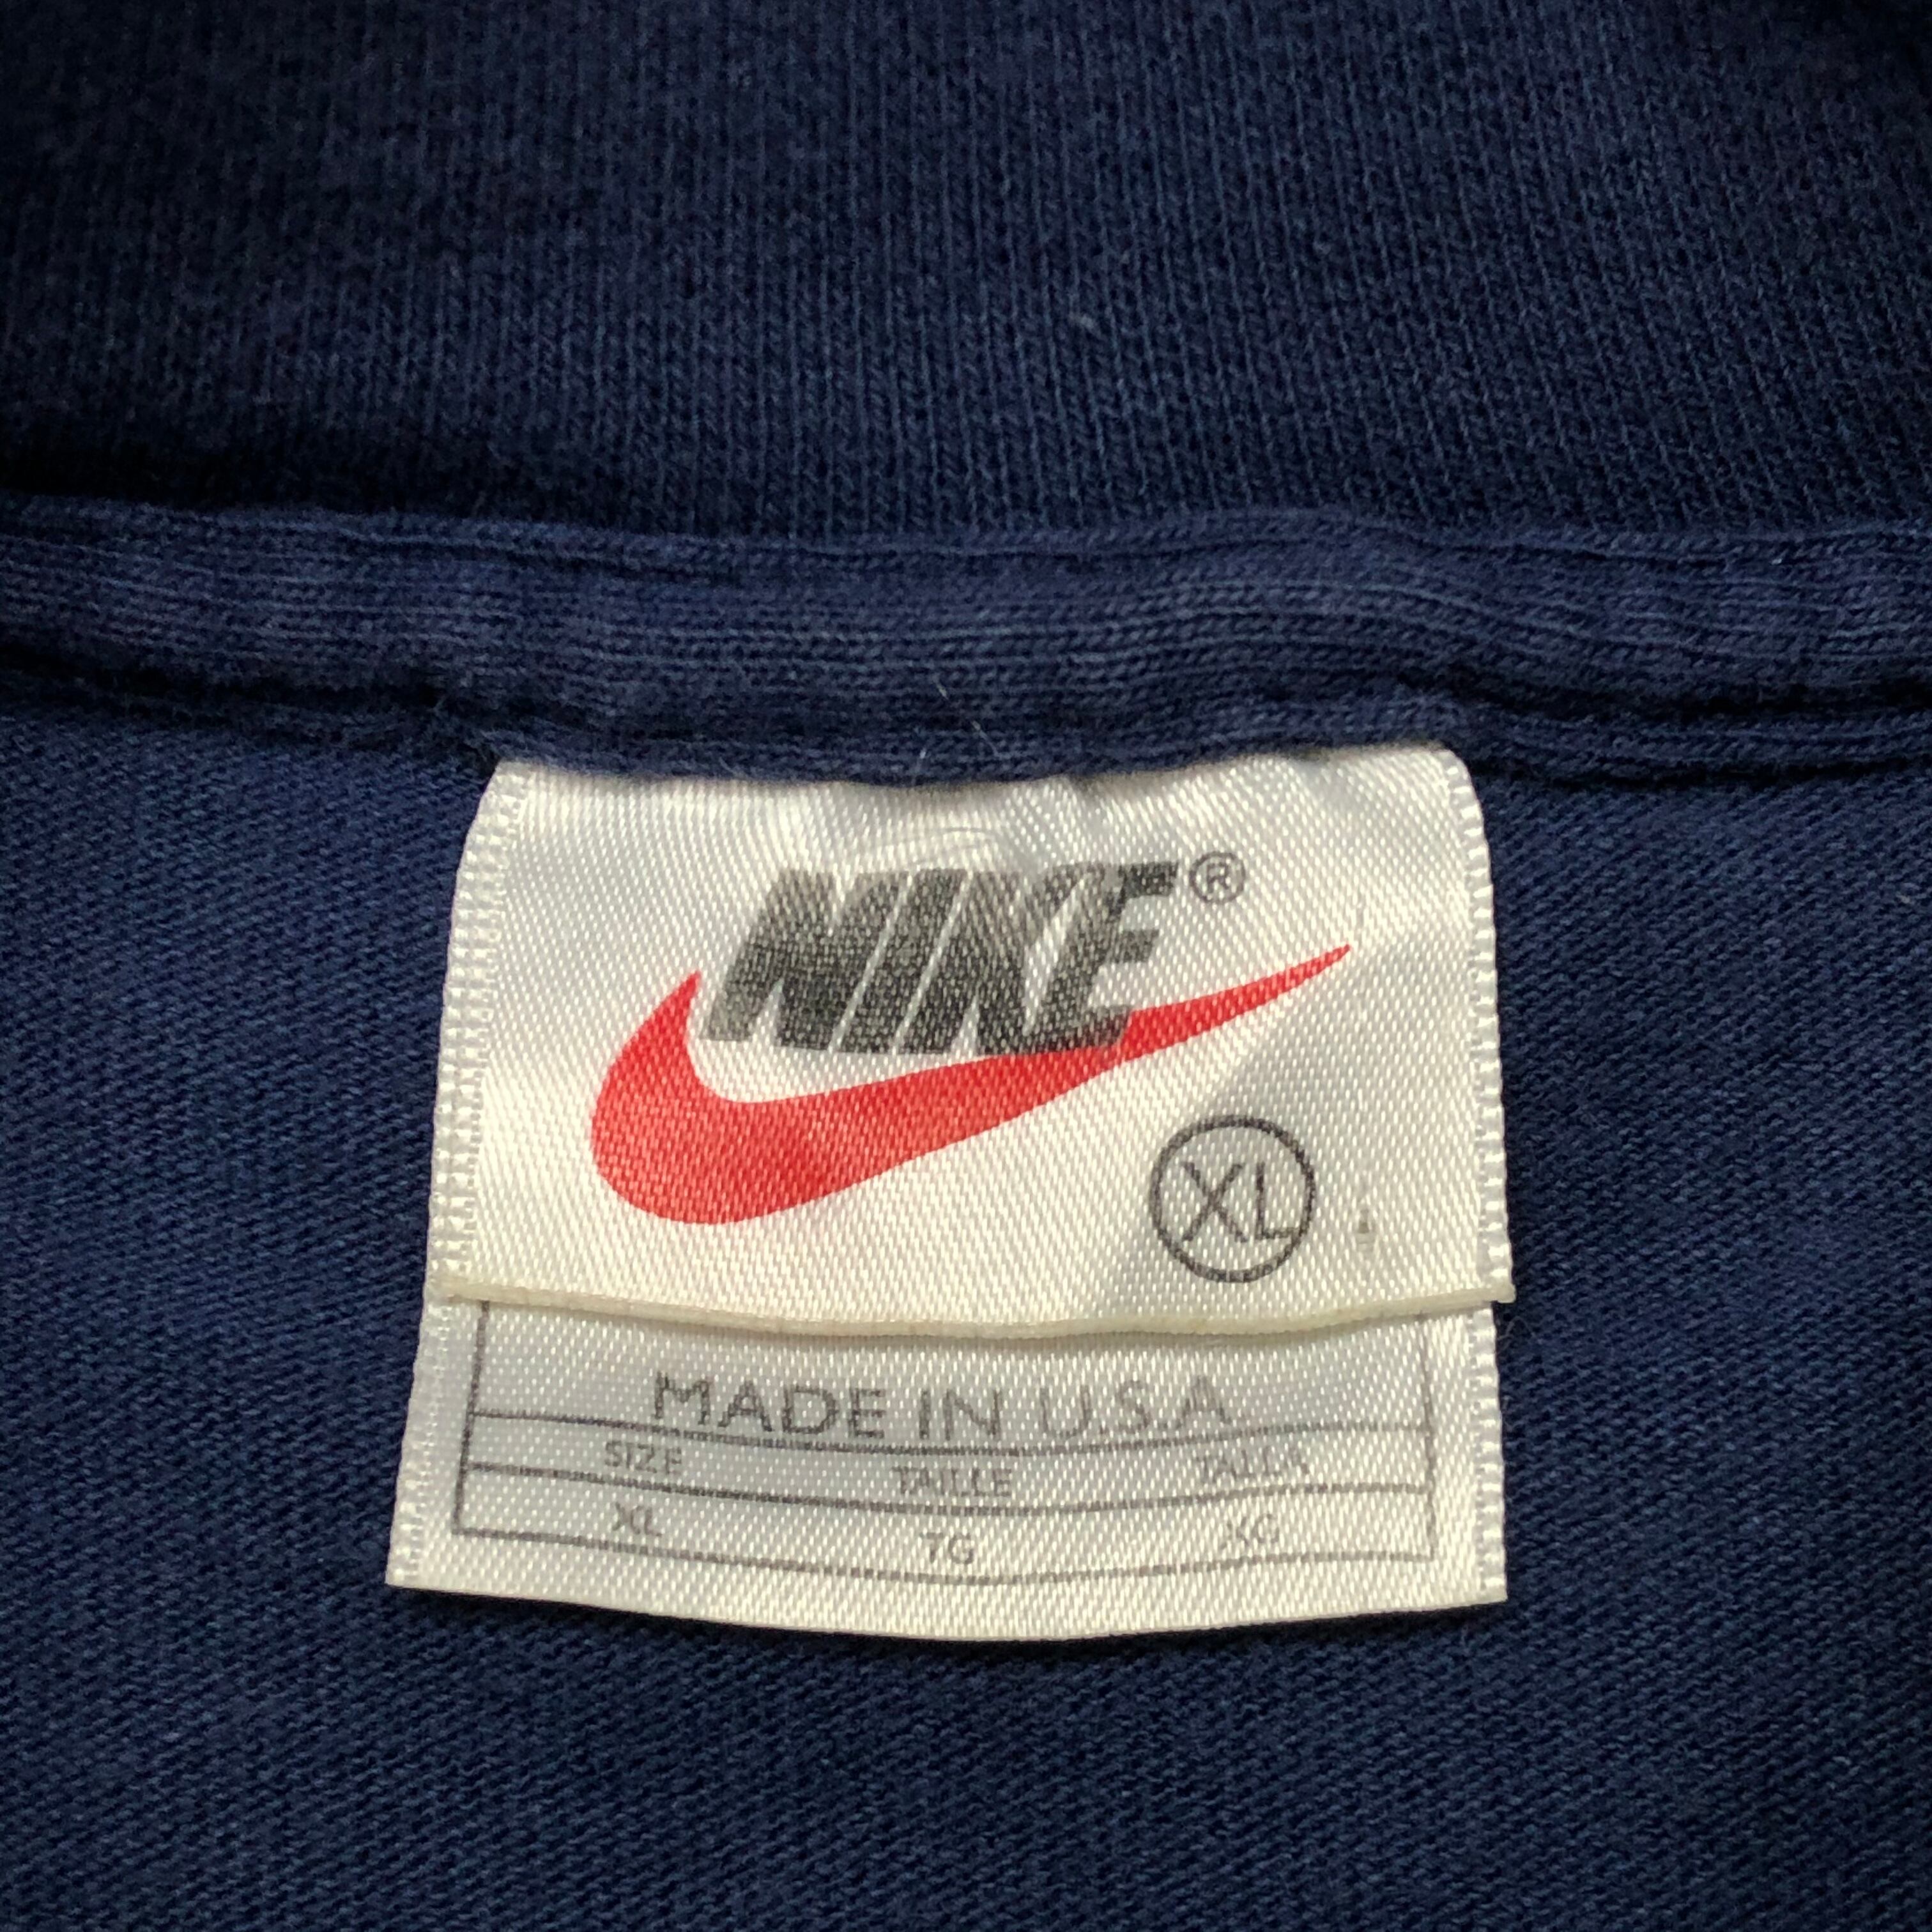 NIKE®
XL
MADE IN U.S.A
SIZE TAILLE TALLA
XL TG XG